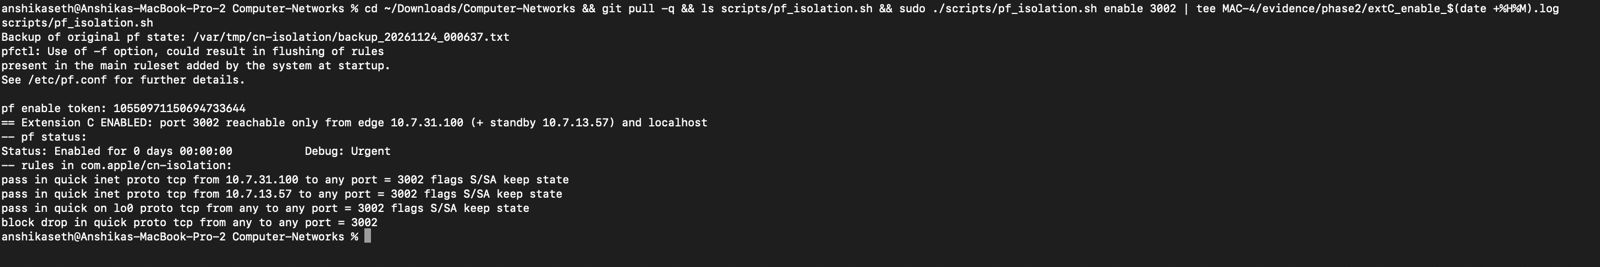 anshikaseth@Anshikas-MacBook-Pro-2 Computer-Networks % cd ~/Downloads/Computer-Networks && git pull -q && ls scripts/pf_isolation.sh && sudo ./scripts/pf_isolation.sh enable 3002 | tee MAC-4/evidence/phase2/extC_enable_$(date +%H%M).log
scripts/pf_isolation.sh
Backup of original pf state: /var/tmp/cn-isolation/backup_20261124_000637.txt
pfctl: Use of -f option, could result in flushing of rules
present in the main ruleset added by the system at startup.
See /etc/pf.conf for further details.
pf enable token: 10550971150694733644
== Extension C ENABLED: port 3002 reachable only from edge 10.7.31.100 (+ standby 10.7.13.57) and localhost
-- pf status:
Status: Enabled for 0 days 00:00:00 Debug: Urgent
-- rules in com.apple/cn-isolation:
pass in quick inet proto tcp from 10.7.31.100 to any port = 3002 flags S/SA keep state
pass in quick inet proto tcp from 10.7.13.57 to any port = 3002 flags S/SA keep state
pass in quick on lo0 proto tcp from any to any port = 3002 flags S/SA keep state
block drop in quick proto tcp from any to any port = 3002
anshikaseth@Anshikas-MacBook-Pro-2 Computer-Networks %